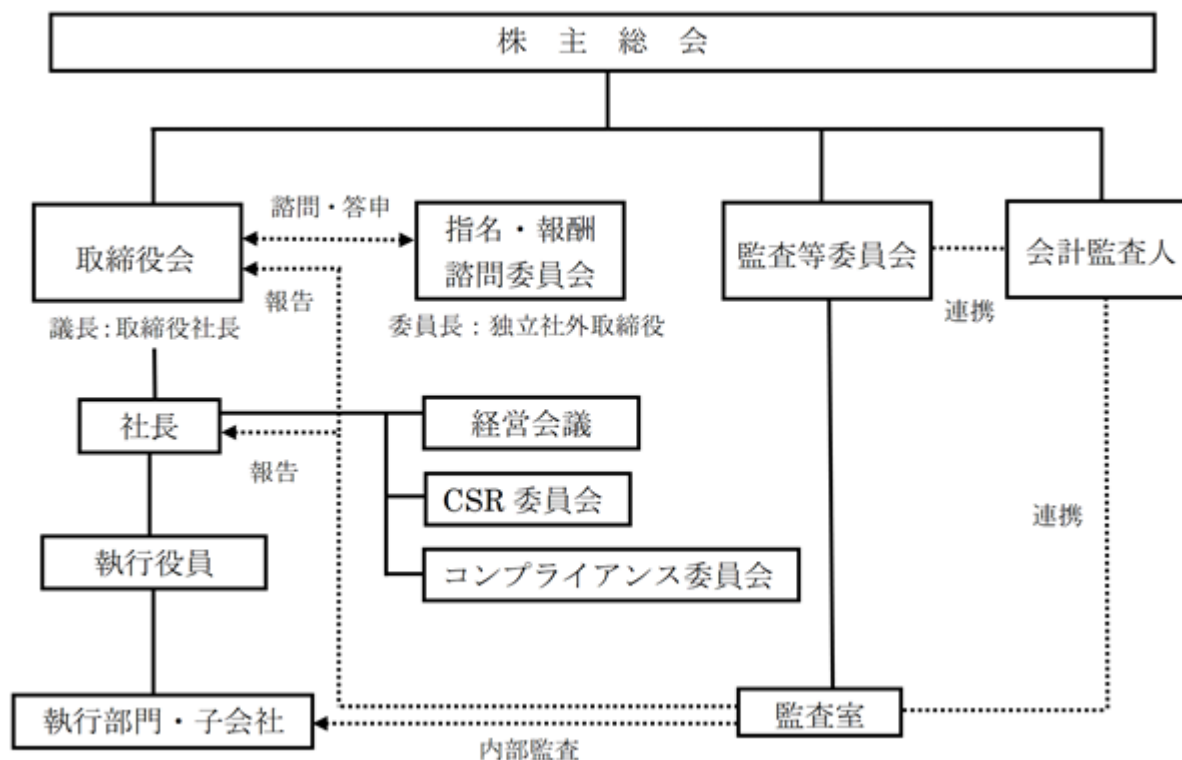 株 主 総 会
諮問・答申
取締役会
指名・報酬
諮問委員会
監査等委員会
会計監査人
報告
連携
議長:取締役社長
委員長:独立社外取締役
社長
経営会議
報告
CSR 委員会
連携
執行役員
コンプライアンス委員会
執行部門・子会社
監査室
内部監査